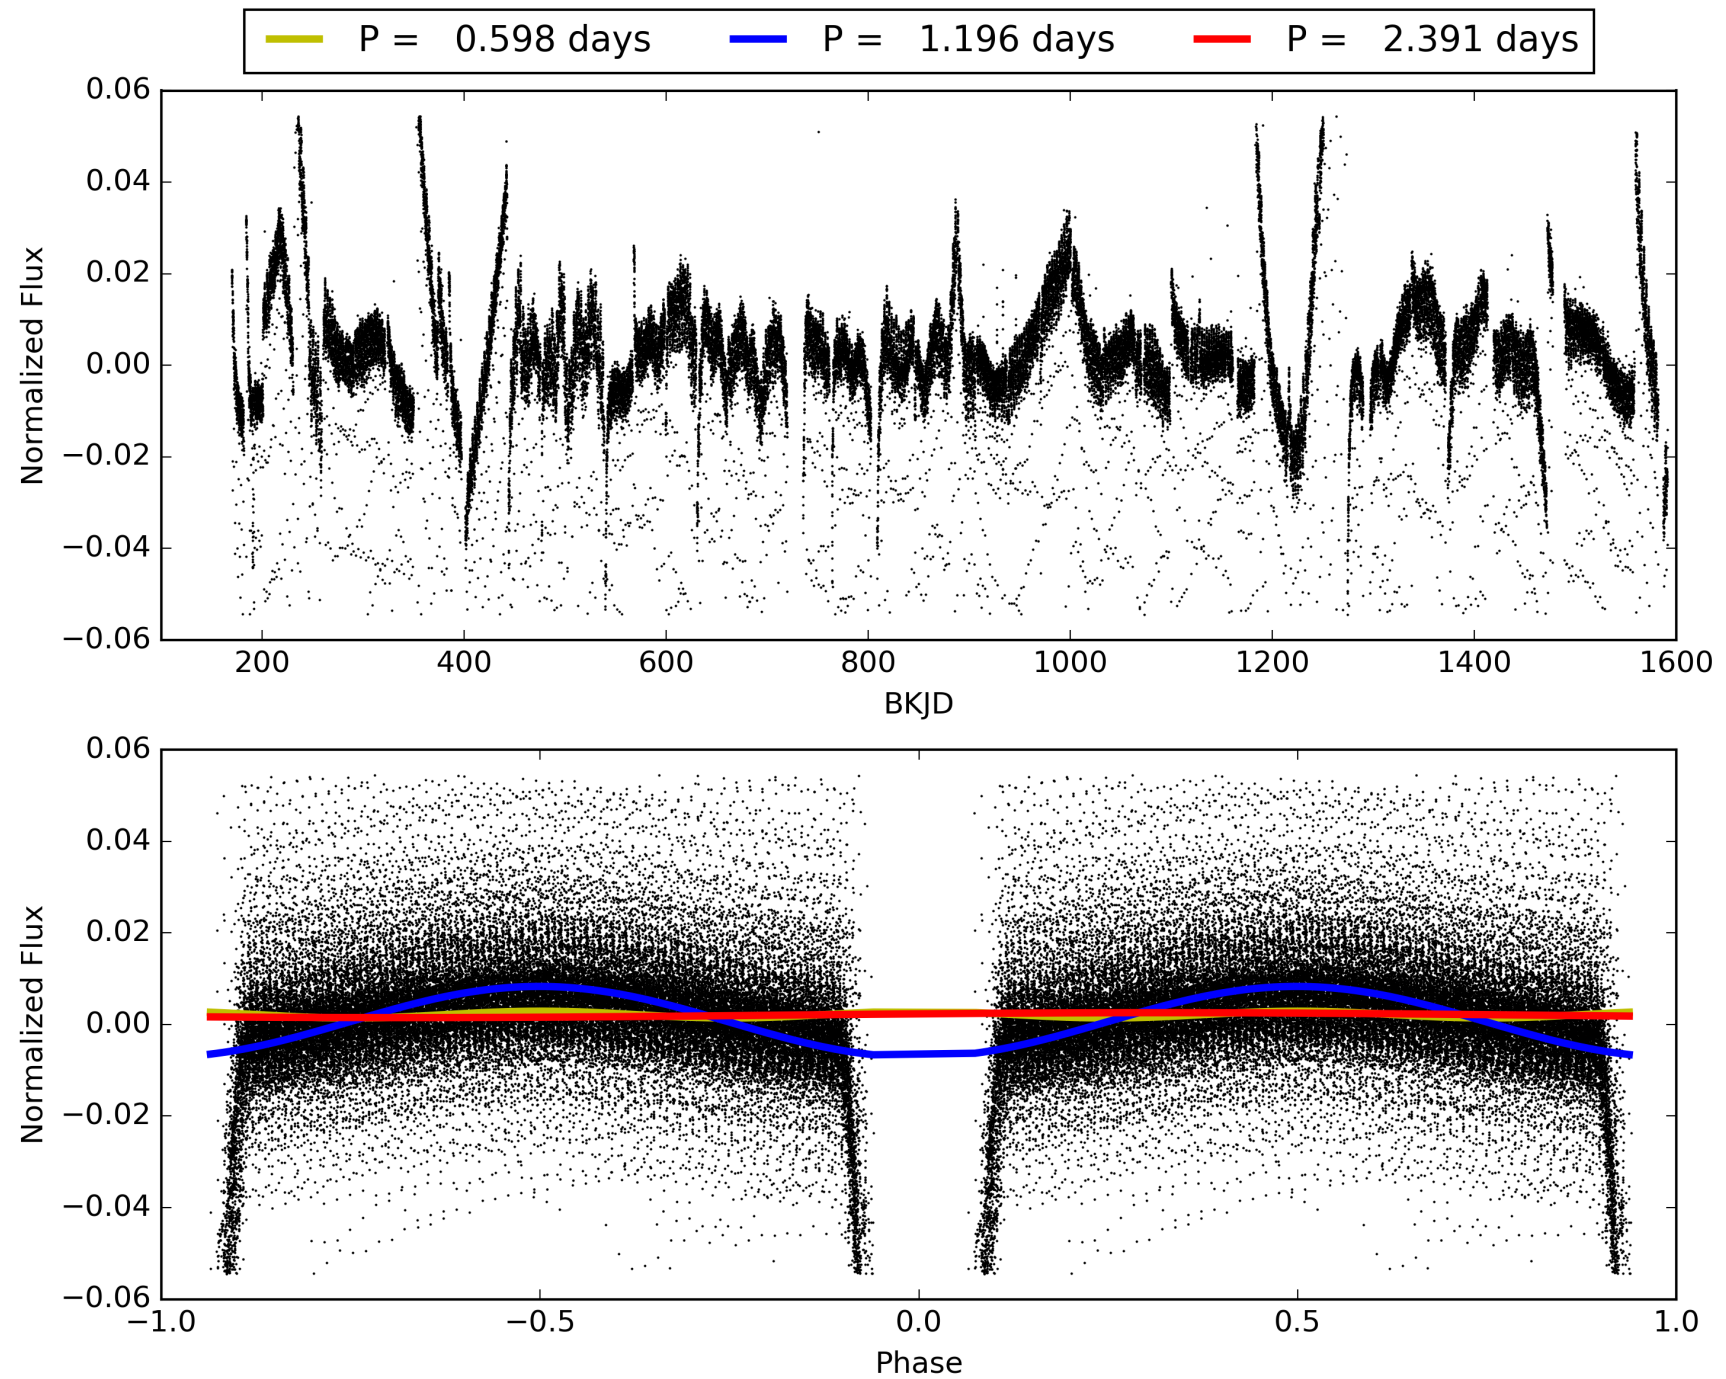 P = 0.598 days P = 1.196 days P = 2.391 days
0.06
0.04
0.02
0.00
−0.02
−0.04
−0.06
Normalized Flux
200 400 600 800 1000 1200 1400 1600
BKJD
0.06
0.04
0.02
0.00
−0.02
−0.04
−0.06
Normalized Flux
−1.0 −0.5 0.0 0.5 1.0
Phase